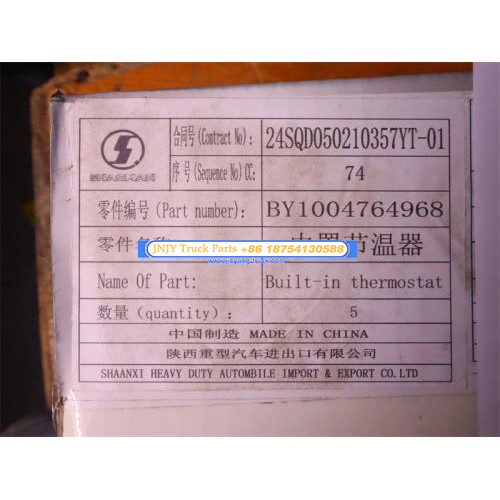 SHACMAN
合同号(Contract No): 24SQD050210357YT-01
序号(Sequence No)CC: 74
零件编号(Part number): BY1004764968
零件名称 节温器
JNJY Truck Parts +86 18754130588
Name Of Part: Built-in thermostat
数量(quantity): 5
中国制造 MADE IN CHINA
陕西重型汽车进出口有限公司
SHAANXI HEAVY DUTY AUTOMBILE IMPORT & EXPORT CO.LTD